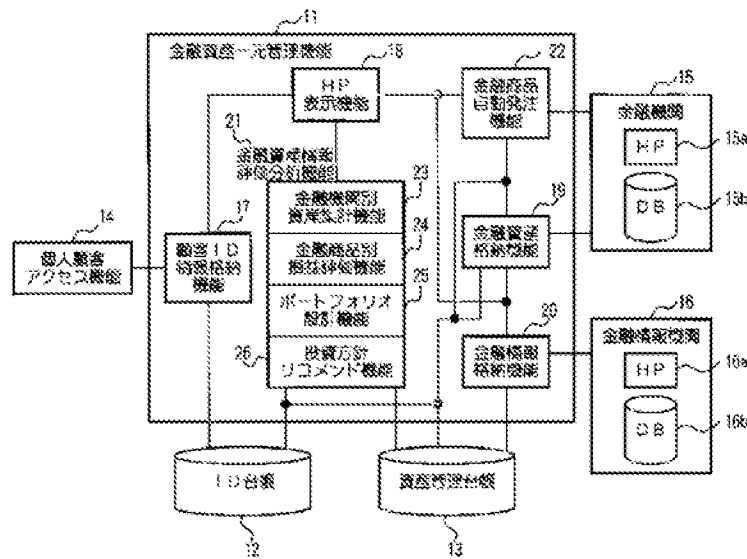 11
金融資産一元管理機能
18
HP
表示機能
22
金融商品
自動発注
機能
15
金融機関
HP
15a
DB
15b
21
金融資産検索
評価分析機能
23
金融機関別
資産集計機能
24
金融商品別
損益評価機能
25
ポートフォリオ
設計機能
26
投資方針
リコメンド機能
14
個人顧客
アクセス機能
17
顧客ID
情報格納
機能
19
金融資産
格納機能
20
金融情報
格納機能
16
金融情報機関
HP
16a
DB
16b
ID台帳
12
資産管理台帳
13